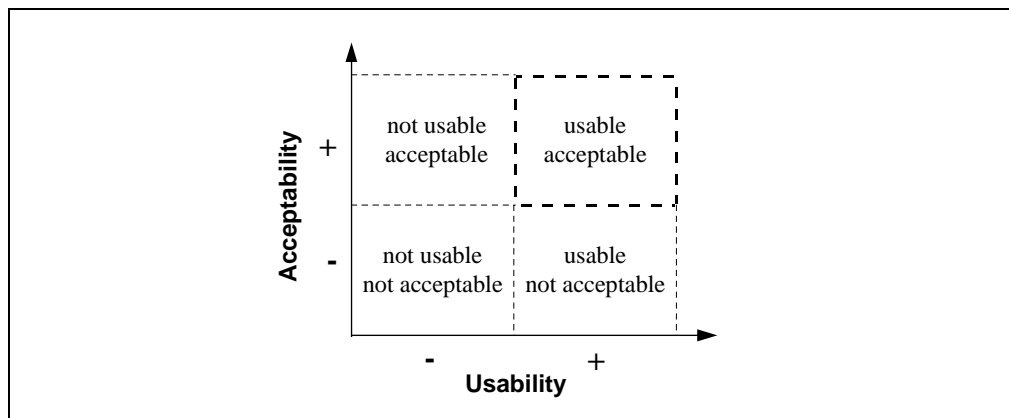 Acceptability
+
-
not usable
acceptable
usable
acceptable
not usable
not acceptable
usable
not acceptable
-
+
Usability